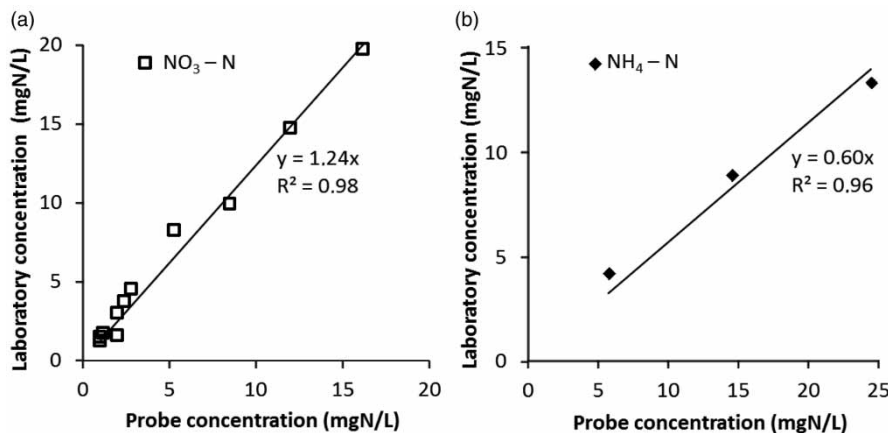 (a)
NO3 – N
y = 1.24x
R² = 0.98
Laboratory concentration (mgN/L)
20
15
10
5
0
0 5 10 15 20
Probe concentration (mgN/L)
(b)
NH4 – N
y = 0.60x
R² = 0.96
Laboratory concentration (mgN/L)
15
10
5
0
0 5 10 15 20 25
Probe concentration (mgN/L)